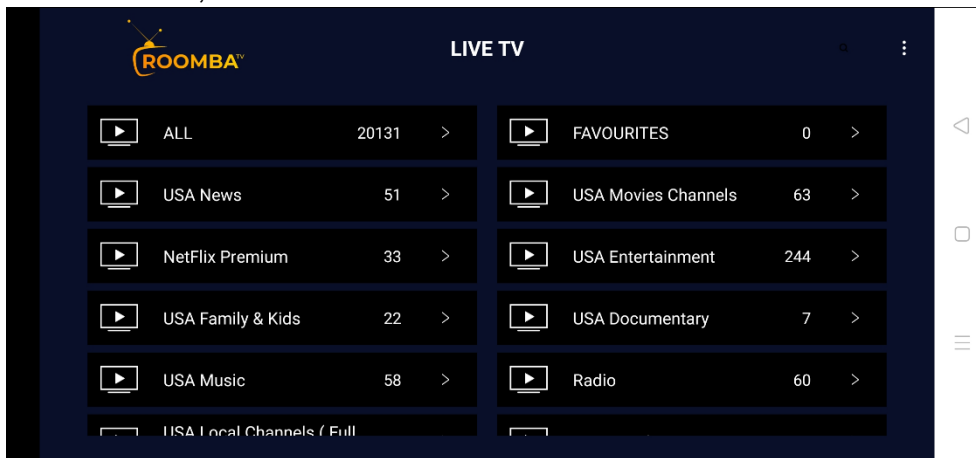 ROOMBA TV
LIVE TV
ALL 20131 >
FAVOURITES 0 >
USA News 51 >
USA Movies Channels 63 >
NetFlix Premium 33 >
USA Entertainment 244 >
USA Family & Kids 22 >
USA Documentary 7 >
USA Music 58 >
Radio 60 >
USA Local Channels ( Full